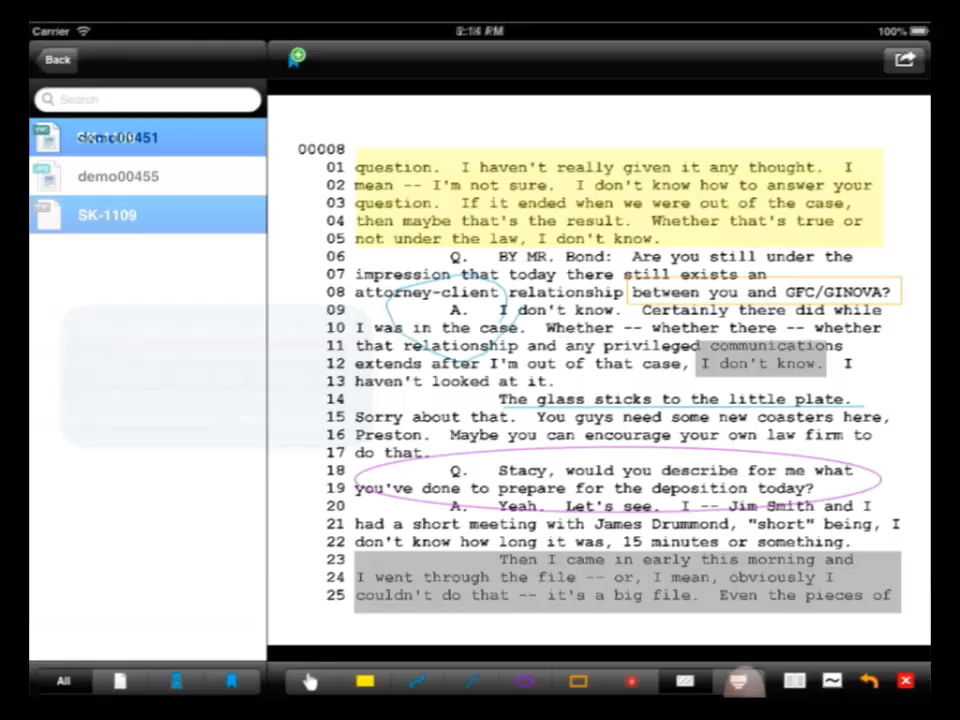 Carrier
2:18 PM
100%
Back
Search
demo00451
demo00455
SK-1109
00008
01 question. I haven't really given it any thought. I
02 mean -- I'm not sure. I don't know how to answer your
03 question. If it ended when we were out of the case,
04 then maybe that's the result. Whether that's true or
05 not under the law, I don't know.
06 Q. BY MR. Bond: Are you still under the
07 impression that today there still exists an
08 attorney-client relationship between you and GFC/GINOVA?
09 A. I don't know. Certainly there did while
10 I was in the case. Whether -- whether there -- whether
11 that relationship and any privileged communications
12 extends after I'm out of that case, I don't know. I
13 haven't looked at it.
14 The glass sticks to the little plate.
15 Sorry about that. You guys need some new coasters here,
16 Preston. Maybe you can encourage your own law firm to
17 do that.
18 Q. Stacy, would you describe for me what
19 you've done to prepare for the deposition today?
20 A. Yeah. Let's see. I -- Jim Smith and I
21 had a short meeting with James Drummond, "short" being, I
22 don't know how long it was, 15 minutes or something.
23 Then I came in early this morning and
24 I went through the file -- or, I mean, obviously I
25 couldn't do that -- it's a big file. Even the pieces of
All